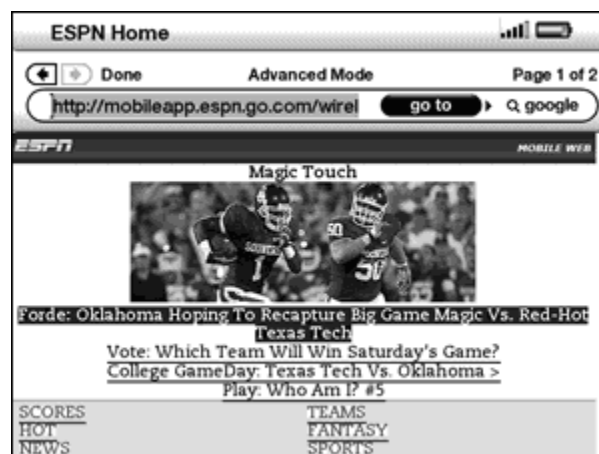 ESPN Home
Done Advanced Mode Page 1 of 2
http://mobileapp.espn.go.com/wirel go to google
ESPN MOBILE WEB
Magic Touch
1 90
Forde: Oklahoma Hoping To Recapture Big Game Magic Vs. Red-Hot
Texas Tech
Vote: Which Team Will Win Saturday's Game?
College GameDay: Texas Tech Vs. Oklahoma >
Play: Who Am I? #5
SCORES TEAMS
HOT FANTASY
NEWS SPORTS